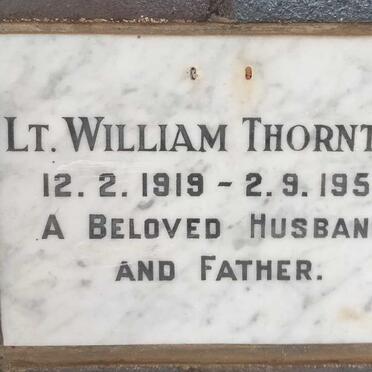 LT. WILLIAM THORNT
12. 2. 1919 - 2. 9. 195
A BELOVED HUSBAN
AND FATHER.